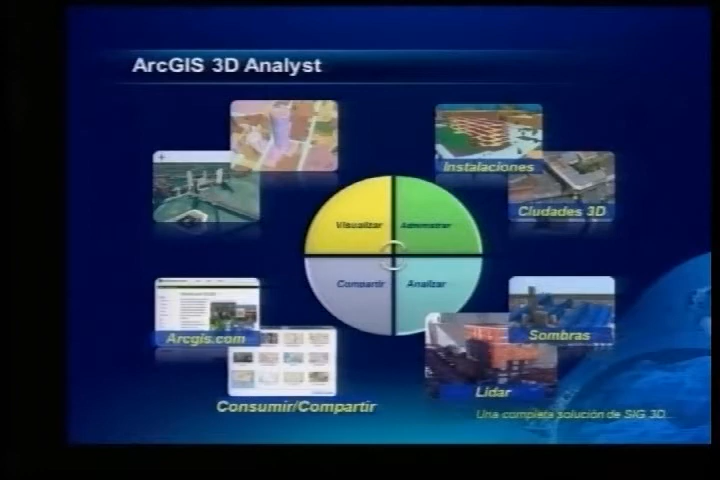 ArcGIS 3D Analyst
Instalaciones
Ciudades 3D
Visualizar
Administrar
Compartir
Analizar
Arcgis.com
Sombras
Lidar
Consumir/Compartir
Una completa solución de SIG 3D...